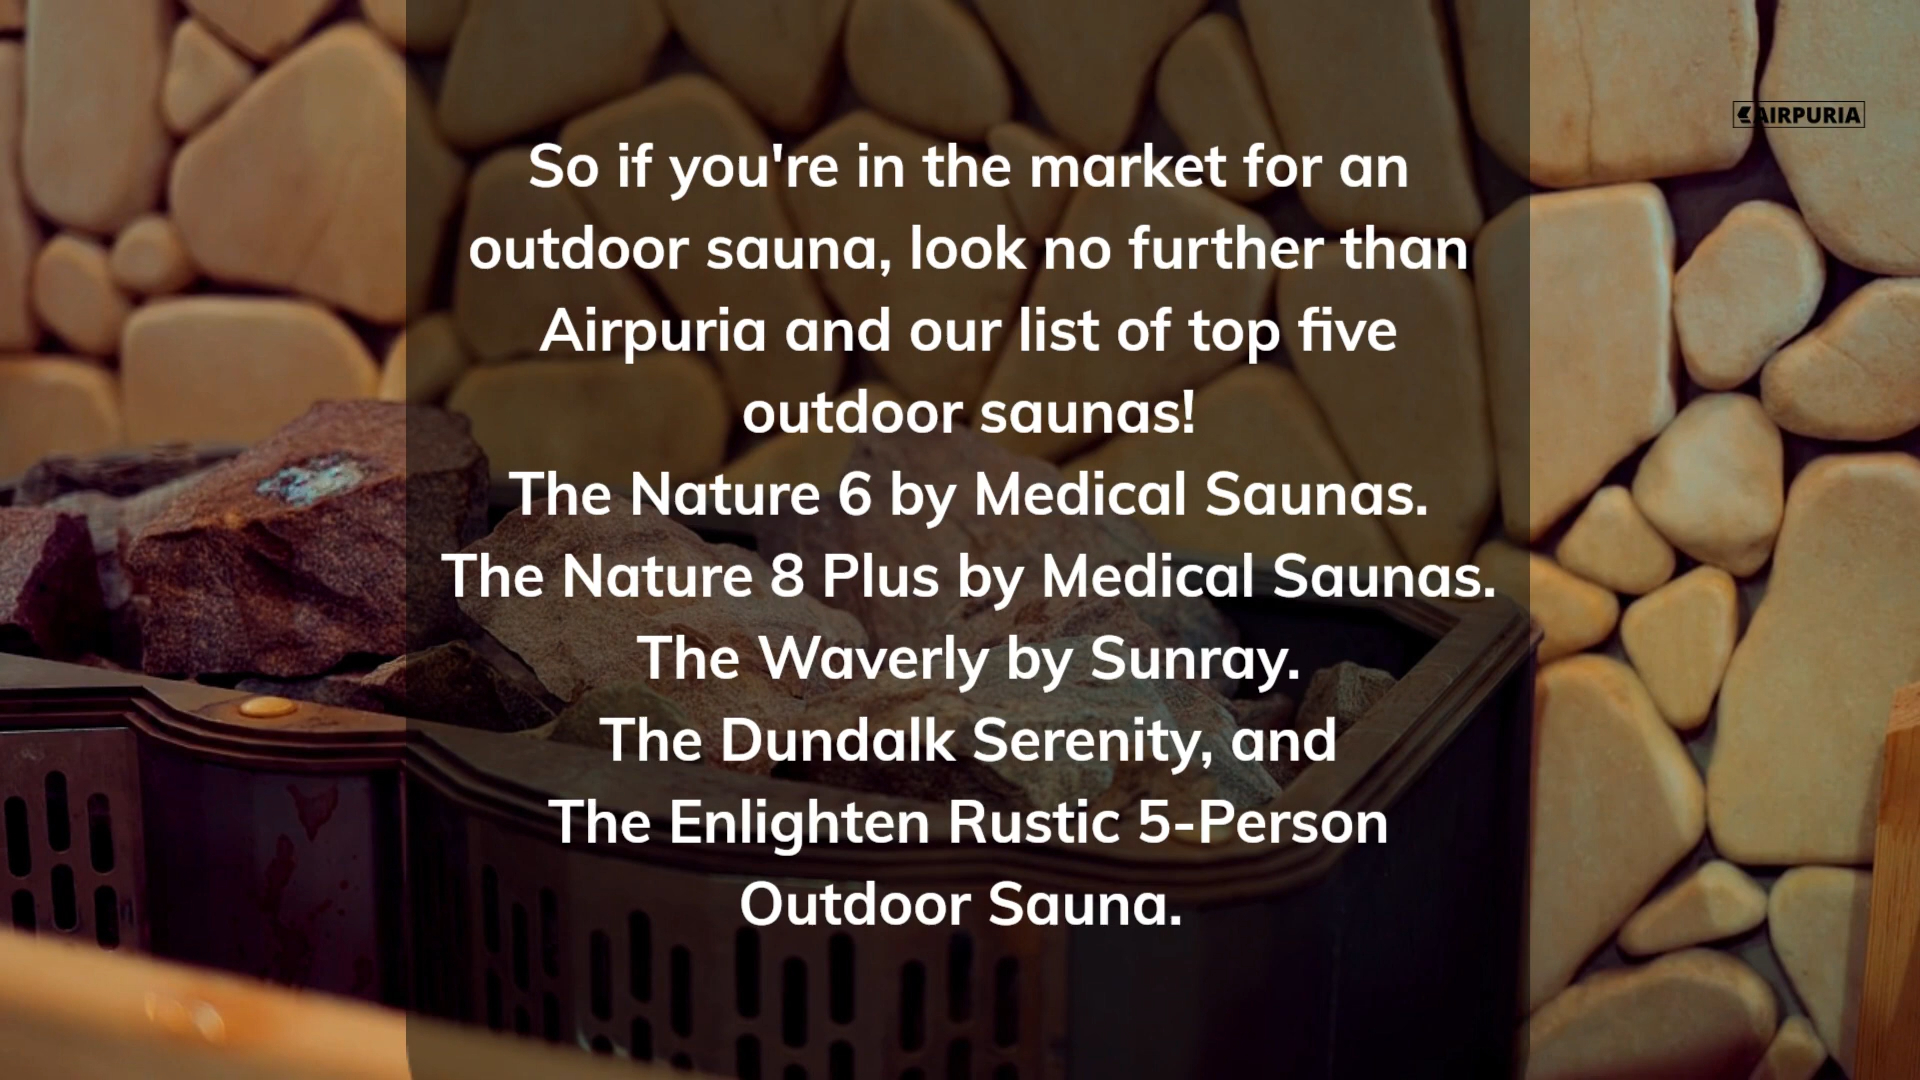 AIRPURIA
So if you're in the market for an
outdoor sauna, look no further than
Airpuria and our list of top five
outdoor saunas!
The Nature 6 by Medical Saunas.
The Nature 8 Plus by Medical Saunas.
The Waverly by Sunray.
The Dundalk Serenity, and
The Enlighten Rustic 5-Person
Outdoor Sauna.